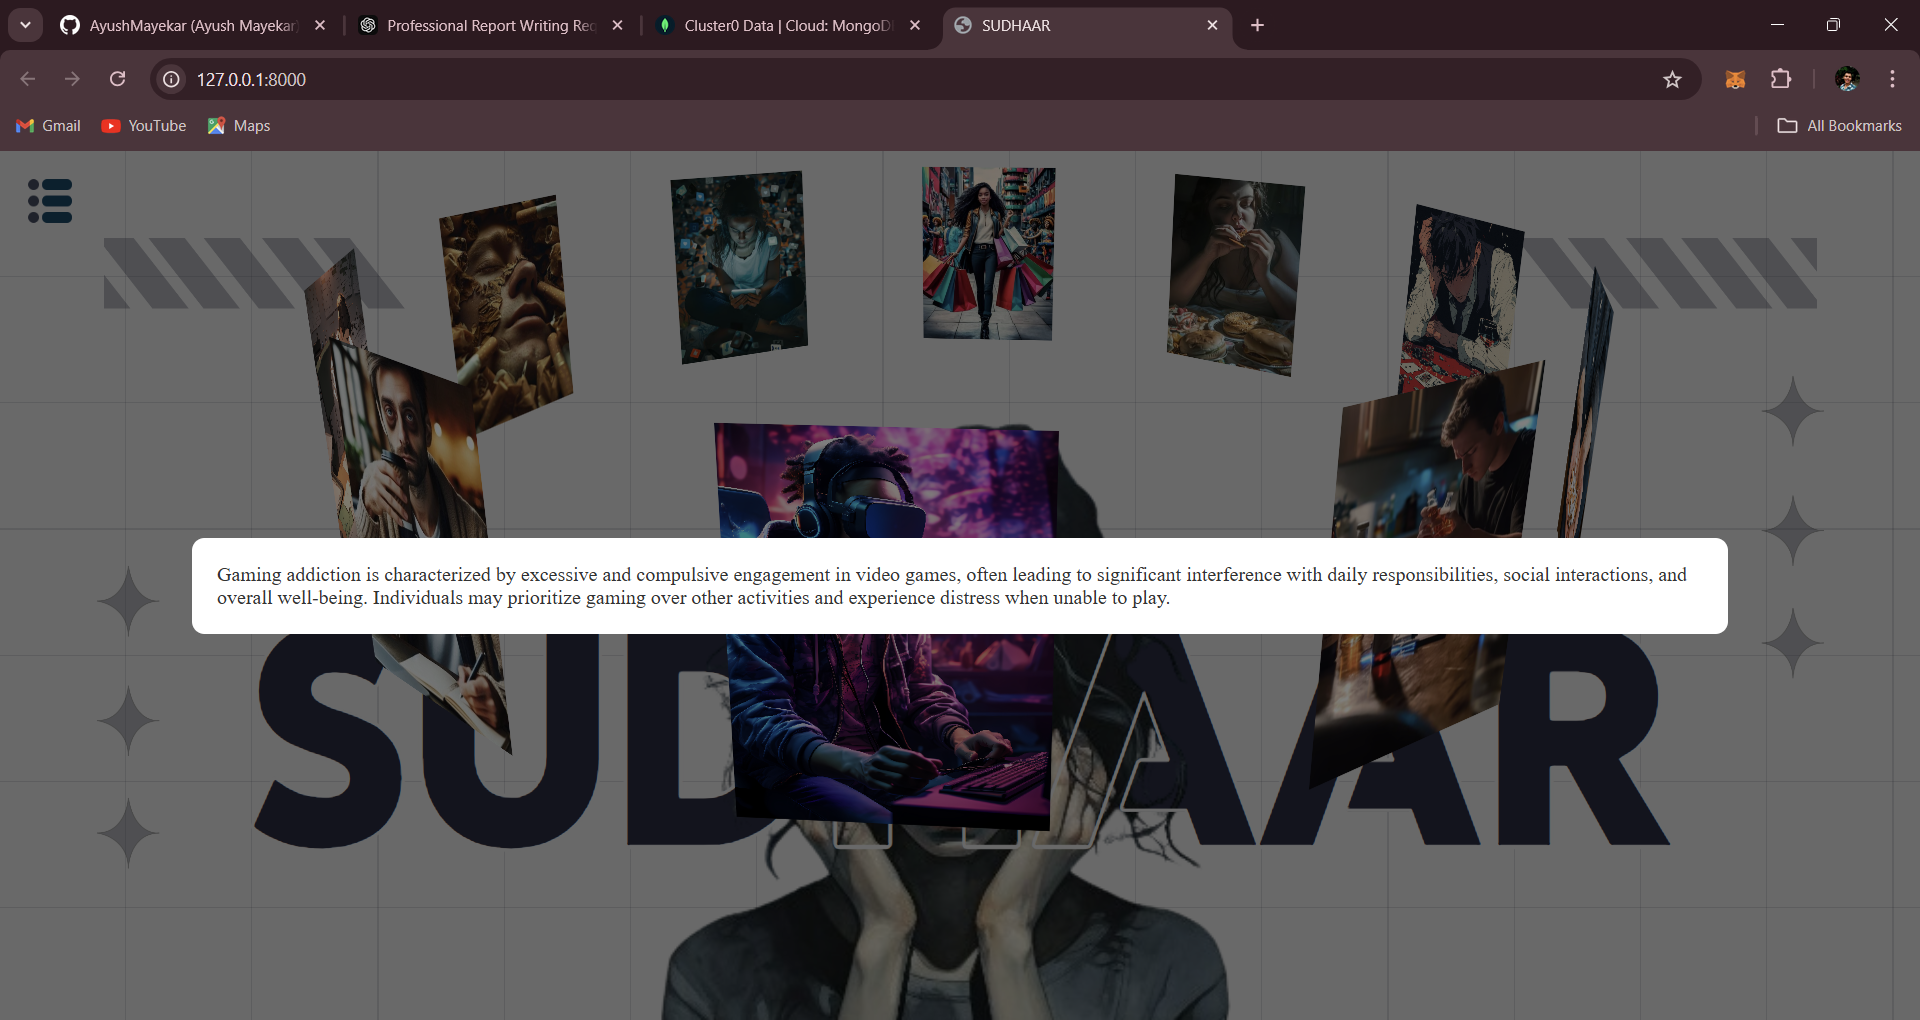 AyushMayekar (Ayush Mayekar)
Professional Report Writing Req
Cluster0 Data | Cloud: MongoDB
SUDHAAR
127.0.0.1:8000
Gmail
YouTube
Maps
All Bookmarks
Gaming addiction is characterized by excessive and compulsive engagement in video games, often leading to significant interference with daily responsibilities, social interactions, and
overall well-being. Individuals may prioritize gaming over other activities and experience distress when unable to play.
SUDHAAR